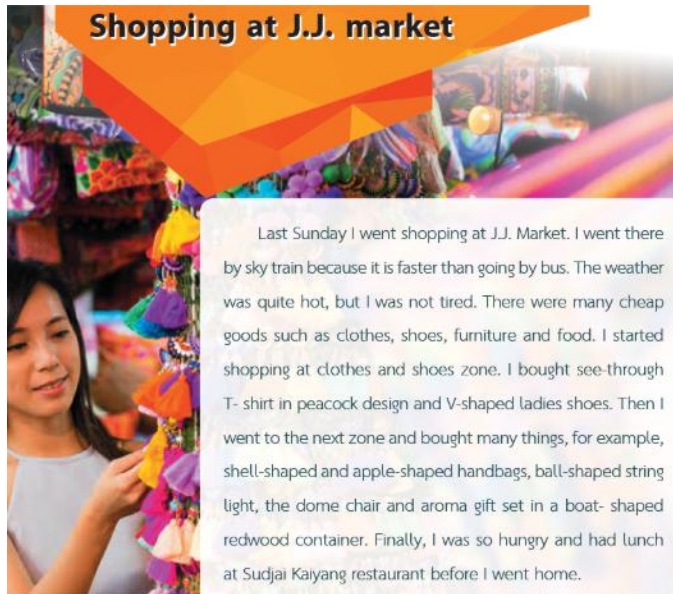 Shopping at J.J. market
Last Sunday I went shopping at J.J. Market. I went there
by sky train because it is faster than going by bus. The weather
was quite hot, but I was not tired. There were many cheap
goods such as clothes, shoes, furniture and food. I started
shopping at clothes and shoes zone. I bought see-through
T- shirt in peacock design and V-shaped ladies shoes. Then I
went to the next zone and bought many things, for example,
shell-shaped and apple-shaped handbags, ball-shaped string
light, the dome chair and aroma gift set in a boat- shaped
redwood container. Finally, I was so hungry and had lunch
at Sudjai Kaiyang restaurant before I went home.